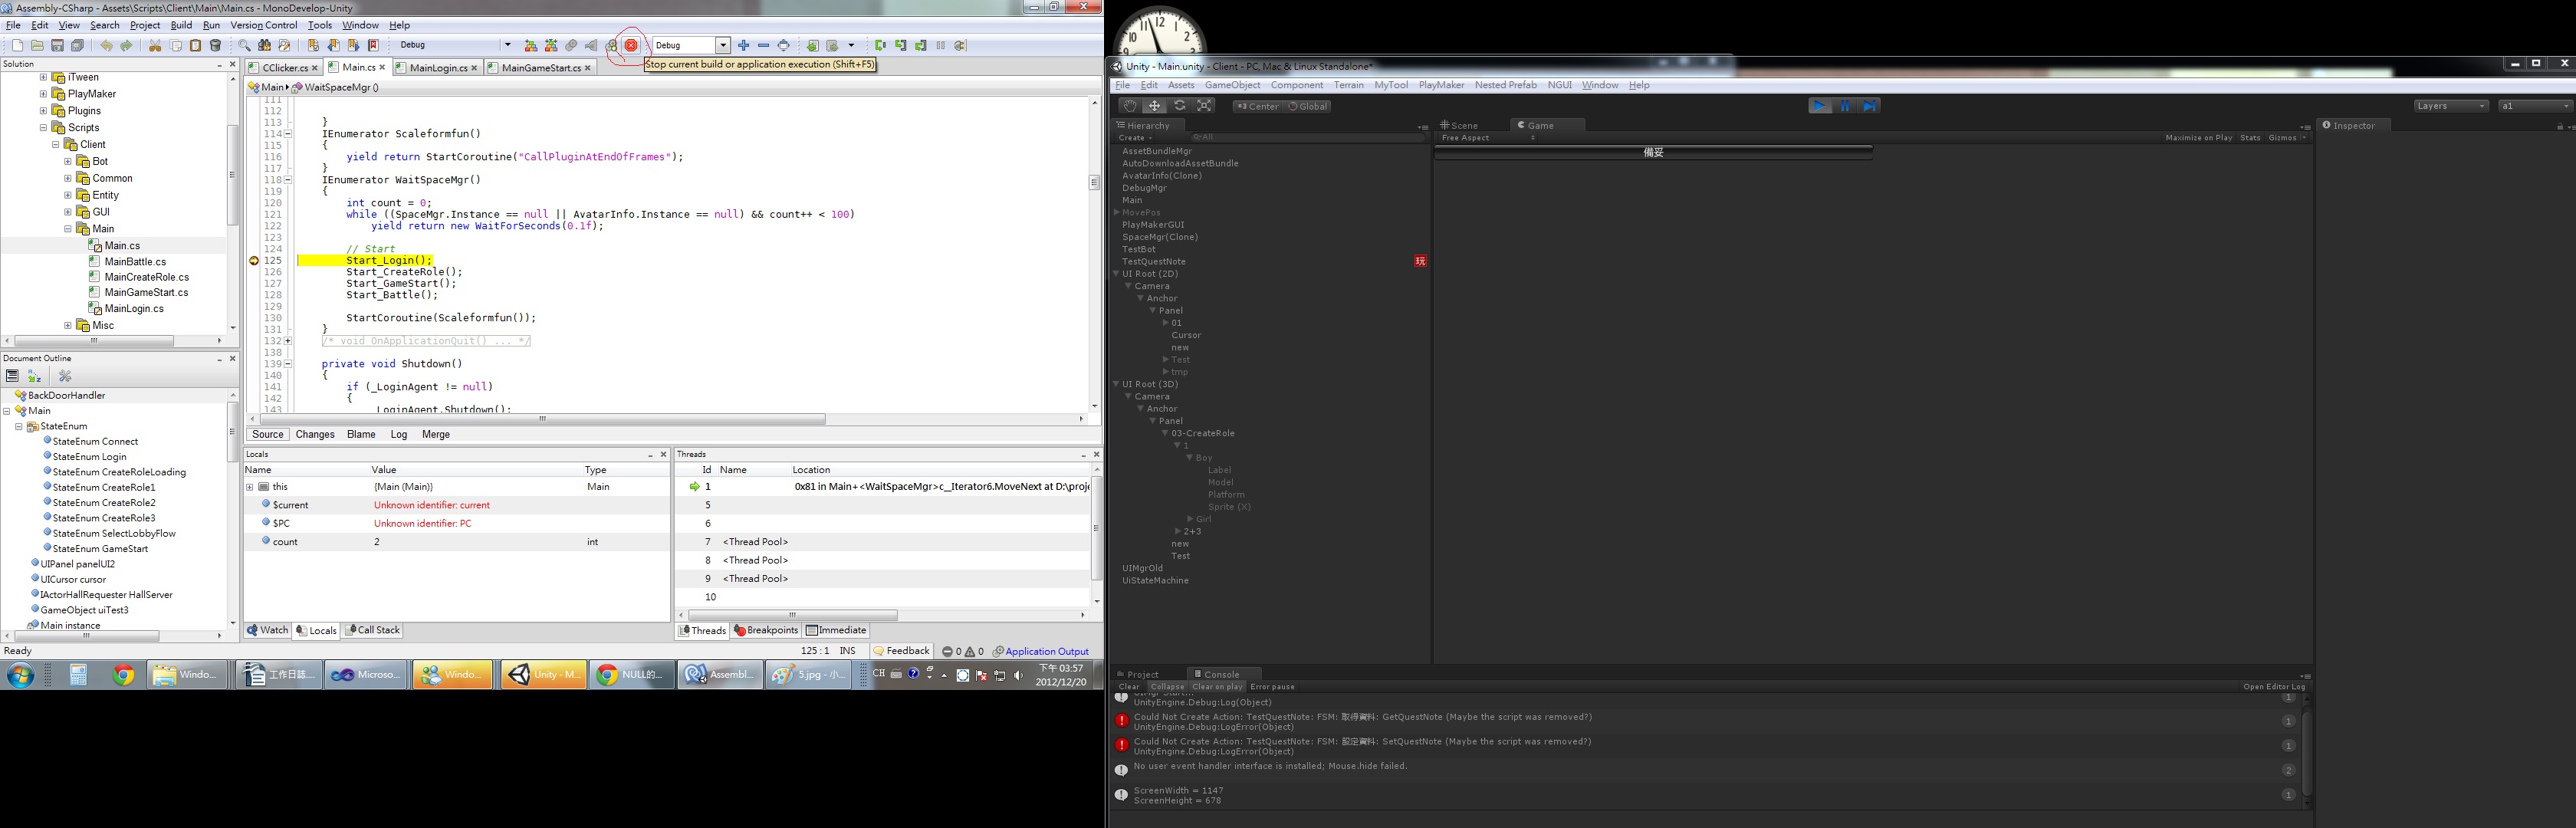 Assembly-CSharp - Assets\Scripts\Client\Main\Main.cs - MonoDevelop-Unity
File Edit View Search Project Build Run Version Control Tools Window Help
Debug
Debug
Stop current build or application execution (Shift+F5)
Solution
iTween
PlayMaker
Plugins
Scripts
Client
Bot
Common
Entity
GUI
Main
Main.cs
MainBattle.cs
MainCreateRole.cs
MainGameStart.cs
MainLogin.cs
Misc
Document Outline
BackDoorHandler
Main
StateEnum
StateEnum Connect
StateEnum Login
StateEnum CreateRoleLoading
StateEnum CreateRole1
StateEnum CreateRole2
StateEnum CreateRole3
StateEnum SelectLobbyFlow
StateEnum GameStart
UIPanel panelUI2
UICursor cursor
IActorHallRequester HallServer
GameObject uiTest3
Main instance
CClicker.cs Main.cs MainLogin.cs MainGameStart.cs
Main WaitSpaceMgr ()
111
112
113 }
114 IEnumerator Scaleformfun()
115 {
116 yield return StartCoroutine("CallPluginAtEndOfFrames");
117 }
118 IEnumerator WaitSpaceMgr()
119 {
120 int count = 0;
121 while ((SpaceMgr.Instance == null || AvatarInfo.Instance == null) && count++ < 100)
122 yield return new WaitForSeconds(0.1f);
123
124 // Start
125 Start_Login();
126 Start_CreateRole();
127 Start_GameStart();
128 Start_Battle();
129
130 StartCoroutine(Scaleformfun());
131 }
132 /* void OnApplicationQuit() ... */
138
139 private void Shutdown()
140 {
141 if (_LoginAgent != null)
142 {
143 _LoginAgent.Shutdown();
Source Changes Blame Log Merge
Locals
Name Value Type
this {Main (Main)} Main
$current Unknown identifier: current
$PC Unknown identifier: PC
count 2 int
Watch Locals Call Stack
Threads
Id Name Location
1 0x81 in Main+<WaitSpaceMgr>c__Iterator6.MoveNext at D:\proje
5
6
7 <Thread Pool>
8 <Thread Pool>
9 <Thread Pool>
10
Threads Breakpoints Immediate
Ready
125 : 1 INS Feedback 0 0 Application Output
Windo... 工作日誌.... Microso... Windo... Unity - M... NULL的... Assembl... 5.jpg - 小... CH
下午 03:57
2012/12/20
12
11
1
2
9
Unity - Main.unity - Client - PC, Mac & Linux Standalone*
File Edit Assets GameObject Component Terrain MyTool PlayMaker Nested Prefab NGUI Window Help
Center Global Layers a1
Hierarchy
Create All
AssetBundleMgr
AutoDownloadAssetBundle
AvatarInfo(Clone)
DebugMgr
Main
MovePos
PlayMakerGUI
SpaceMgr(Clone)
TestBot
TestQuestNote 玩
UI Root (2D)
Camera
Anchor
Panel
01
Cursor
new
Test
tmp
UI Root (3D)
Camera
Anchor
Panel
03-CreateRole
1
Boy
Label
Model
Platform
Sprite (X)
Girl
2+3
new
Test
UIMgrOld
UiStateMachine
Scene Game
Free Aspect Maximize on Play Stats Gizmos
備妥
Inspector
Project Console
Clear Collapse Clear on play Error pause Open Editor Log
UIMgr Start...
UnityEngine.Debug:Log(Object) 1
Could Not Create Action: TestQuestNote: FSM: 取得資料: GetQuestNote (Maybe the script was removed?)
UnityEngine.Debug:LogError(Object) 1
Could Not Create Action: TestQuestNote: FSM: 設定資料: SetQuestNote (Maybe the script was removed?)
UnityEngine.Debug:LogError(Object) 1
No user event handler interface is installed; Mouse.hide failed. 2
ScreenWidth = 1147
ScreenHeight = 678 1